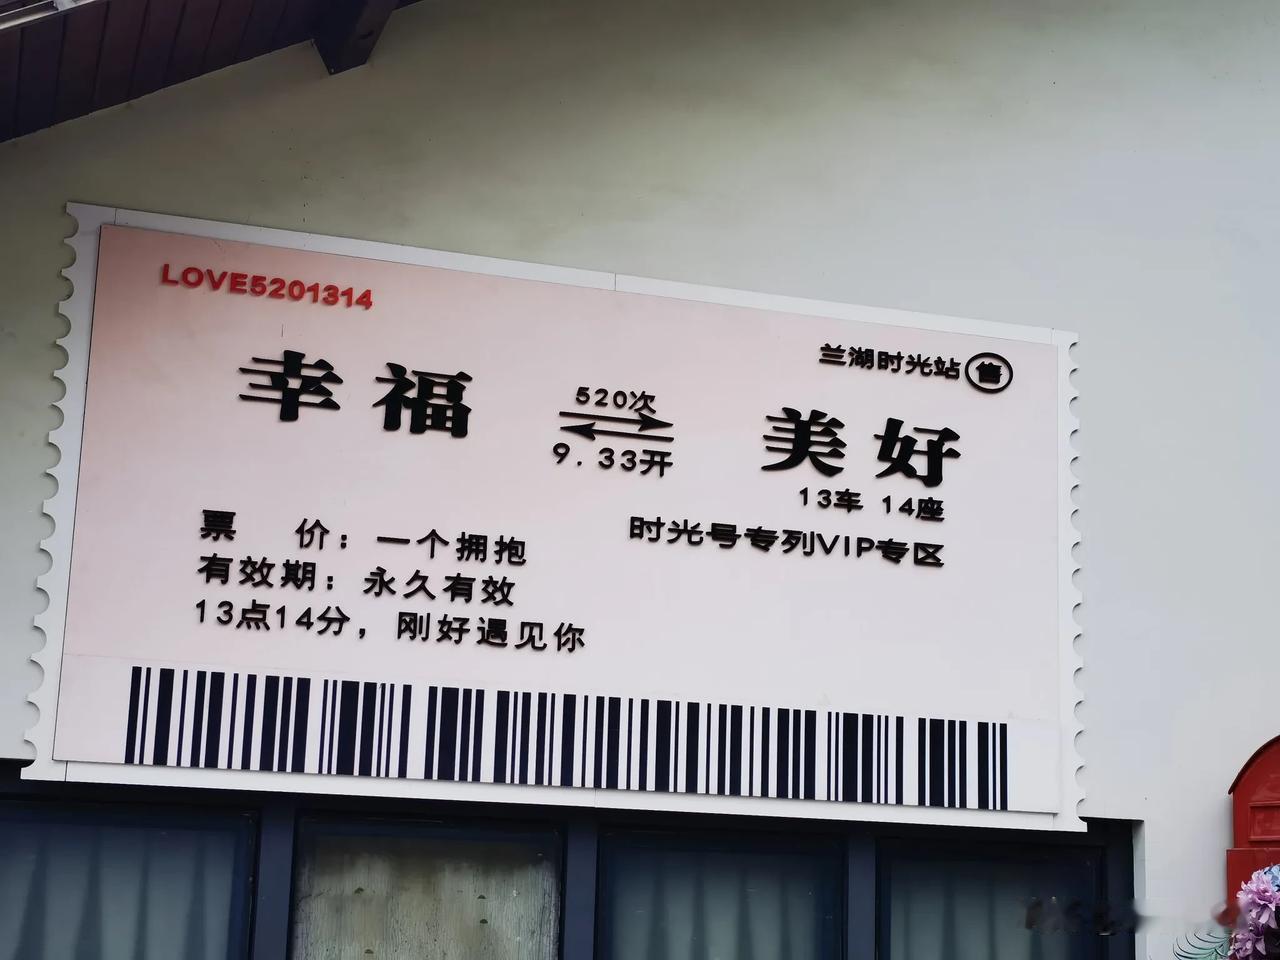 LOVE5201314
兰湖时光站 售
幸福 520次 美好
9.33开
13车 14座
票 价：一个拥抱
时光号专列VIP专区
有效期：永久有效
13点14分，刚好遇见你